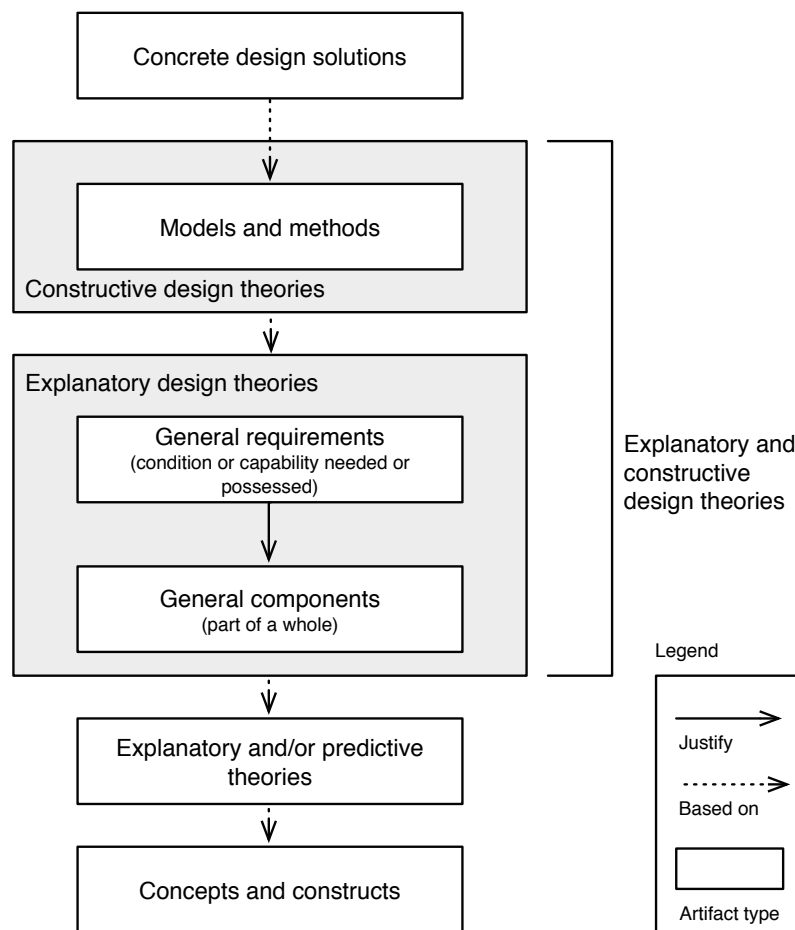 Concrete design solutions
Models and methods
Constructive design theories
Explanatory design theories
General requirements
(condition or capability needed or
possessed)
General components
(part of a whole)
Explanatory and
constructive
design theories
Explanatory and/or predictive
theories
Concepts and constructs
Legend
Justify
Based on
Artifact type